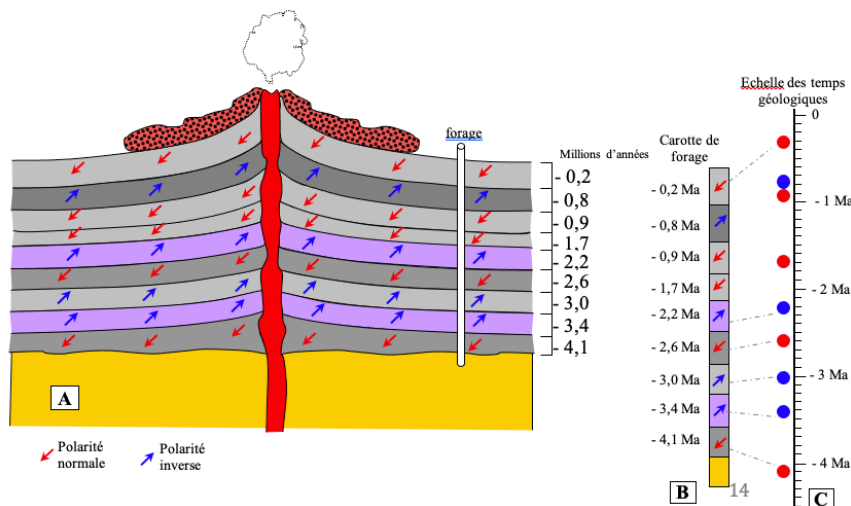 forage
Millions d'années
- 0,2
- 0,8
- 0,9
- 1.7
- 2,2
- 2,6
- 3,0
- 3,4
- 4,1
A
Polarité
normale
Polarité
inverse
Carotte de
forage
- 0,2 Ma
- 0,8 Ma
- 0,9 Ma
- 1,7 Ma
- 2,2 Ma
- 2,6 Ma
- 3,0 Ma
- 3,4 Ma
- 4,1 Ma
B
14
Echelle des temps
géologiques
0
- 1 Ma
- 2 Ma
- 3 Ma
- 4 Ma
C